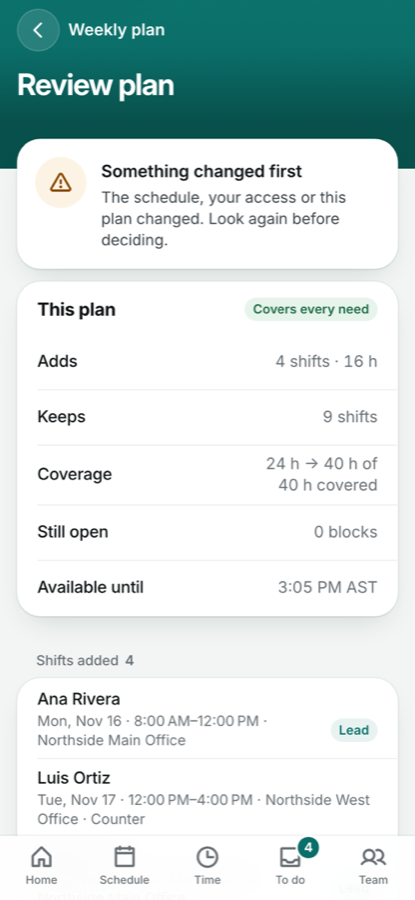 Weekly plan
Review plan
Something changed first
The schedule, your access or this
plan changed. Look again before
deciding.
This plan
Covers every need
Adds
4 shifts · 16 h
Keeps
9 shifts
Coverage
24 h → 40 h of
40 h covered
Still open
0 blocks
Available until
3:05 PM AST
Shifts added 4
Ana Rivera
Mon, Nov 16 · 8:00 AM–12:00 PM ·
Northside Main Office
Lead
Luis Ortiz
Tue, Nov 17 · 12:00 PM–4:00 PM · Northside West
Office · Counter
4
Home
Schedule
Time
To do
Team